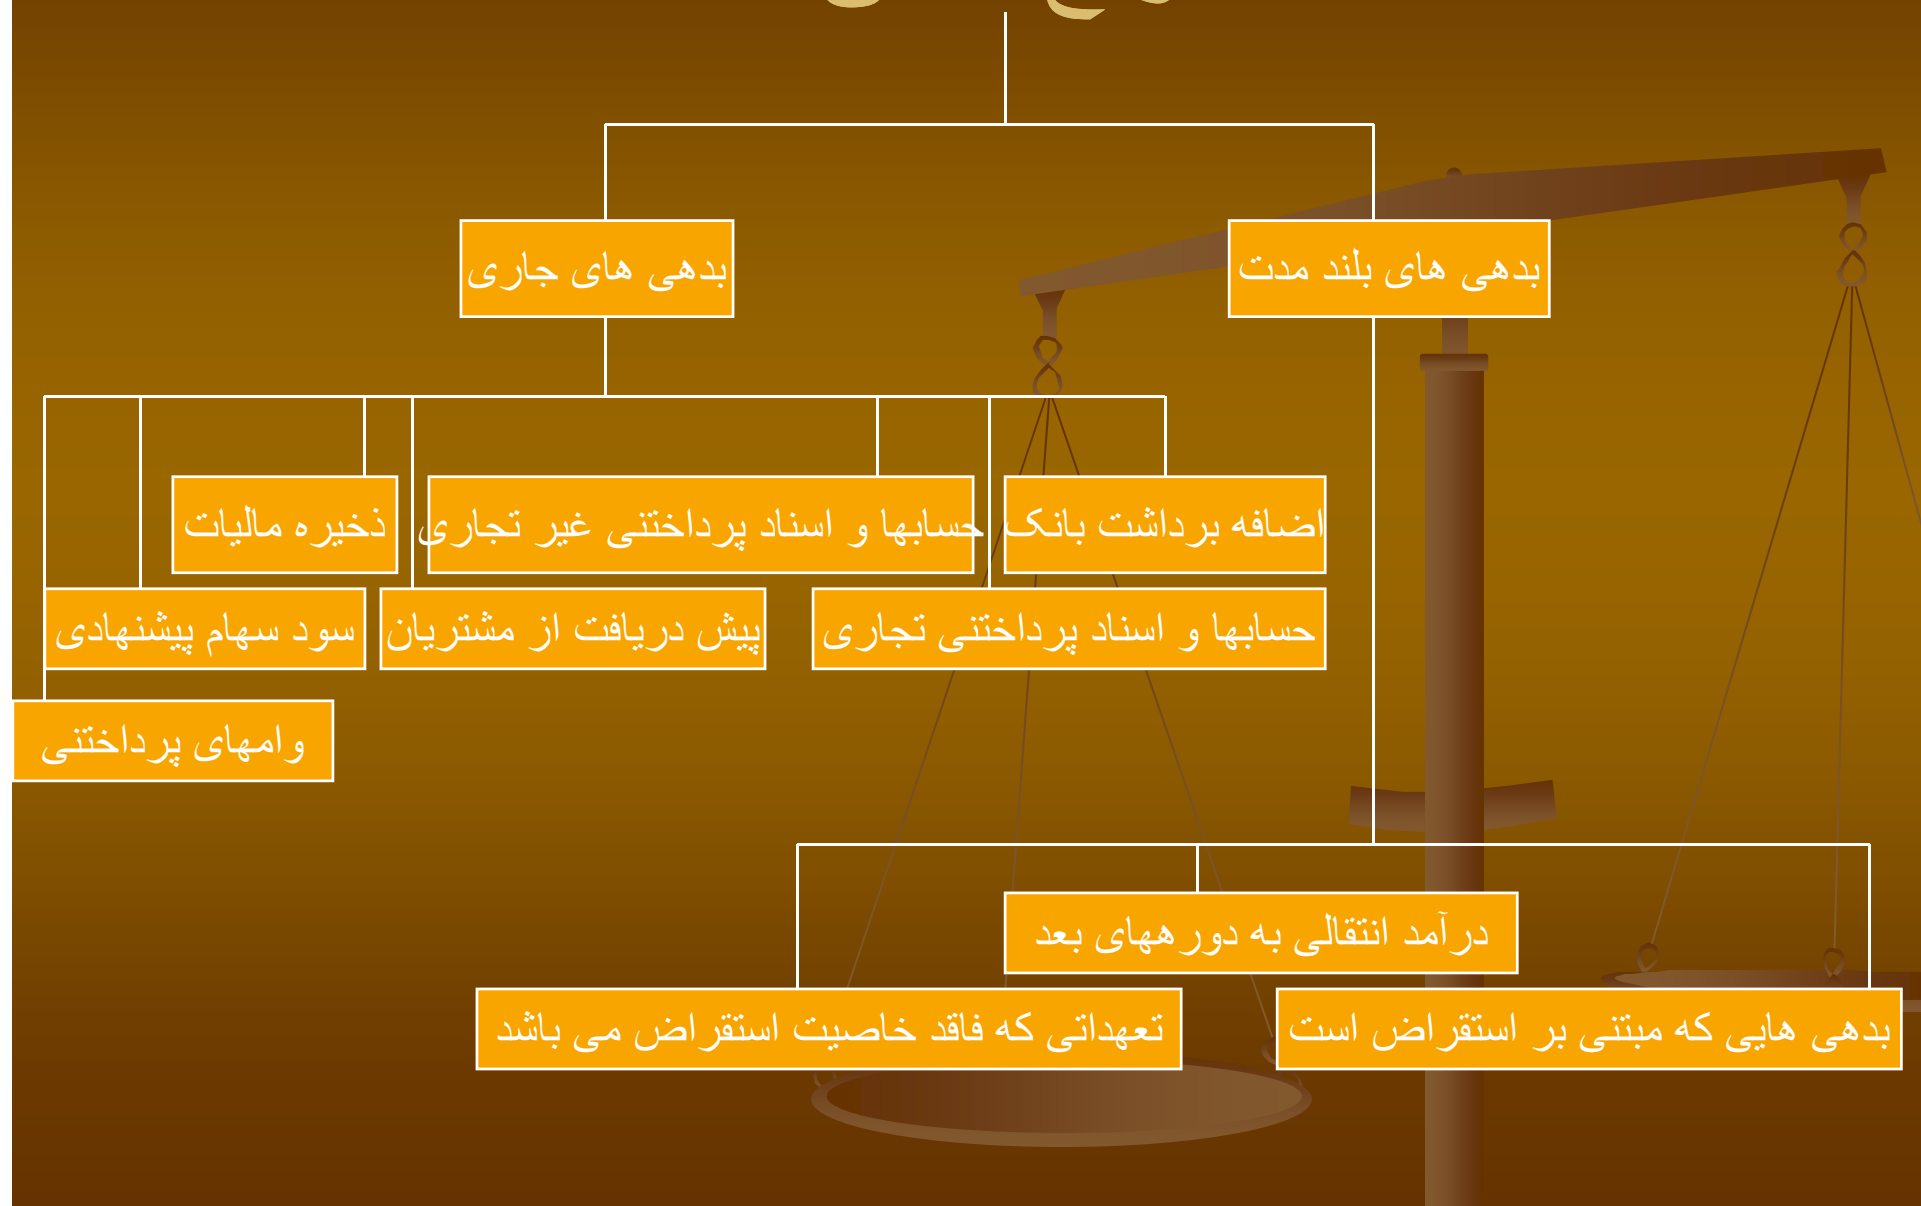 بدهی های بلند مدت
بدهی های جاری
اضافه برداشت بانک
حسابها و اسناد پرداختنی غیر تجاری
ذخیره مالیات
حسابها و اسناد پرداختنی تجاری
پیش دریافت از مشتریان
سود سهام پیشنهادی
وامهای پرداختنی
درآمد انتقالی به دورههای بعد
بدهی هایی که مبتنی بر استقراض است
تعهداتی که فاقد خاصیت استقراض می باشد